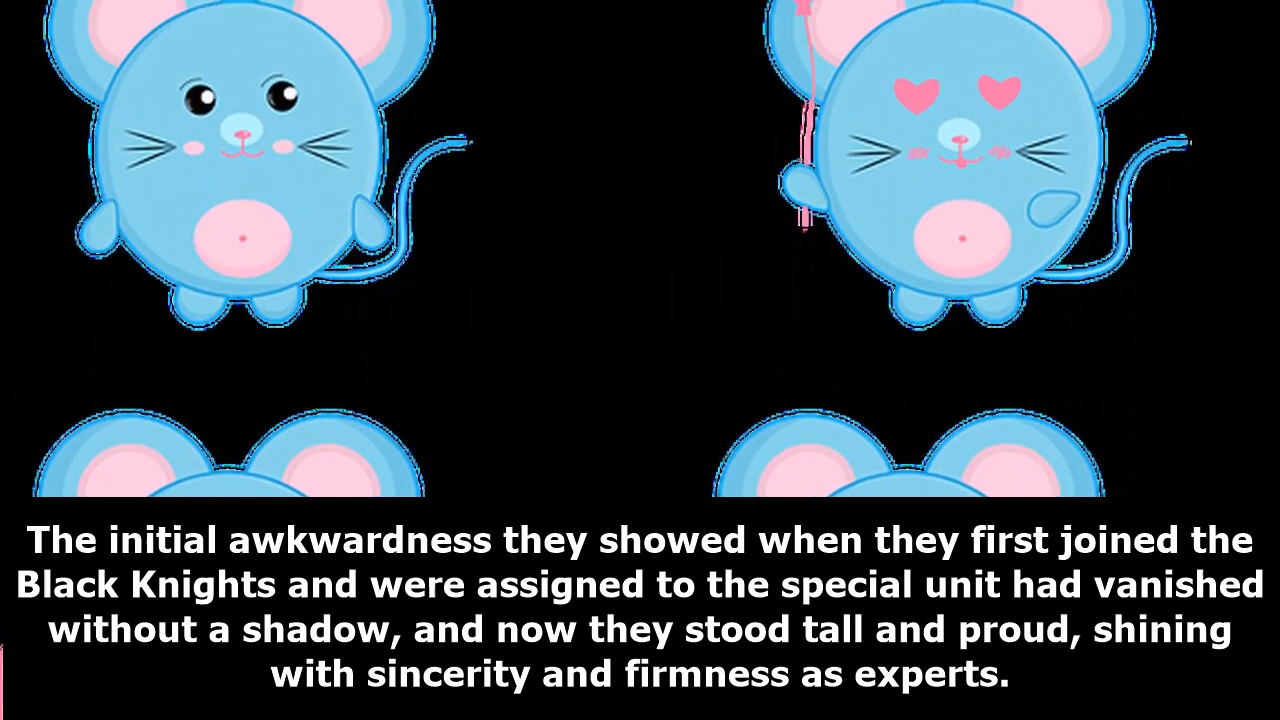 The initial awkwardness they showed when they first joined the
Black Knights and were assigned to the special unit had vanished
without a shadow, and now they stood tall and proud, shining
with sincerity and firmness as experts.